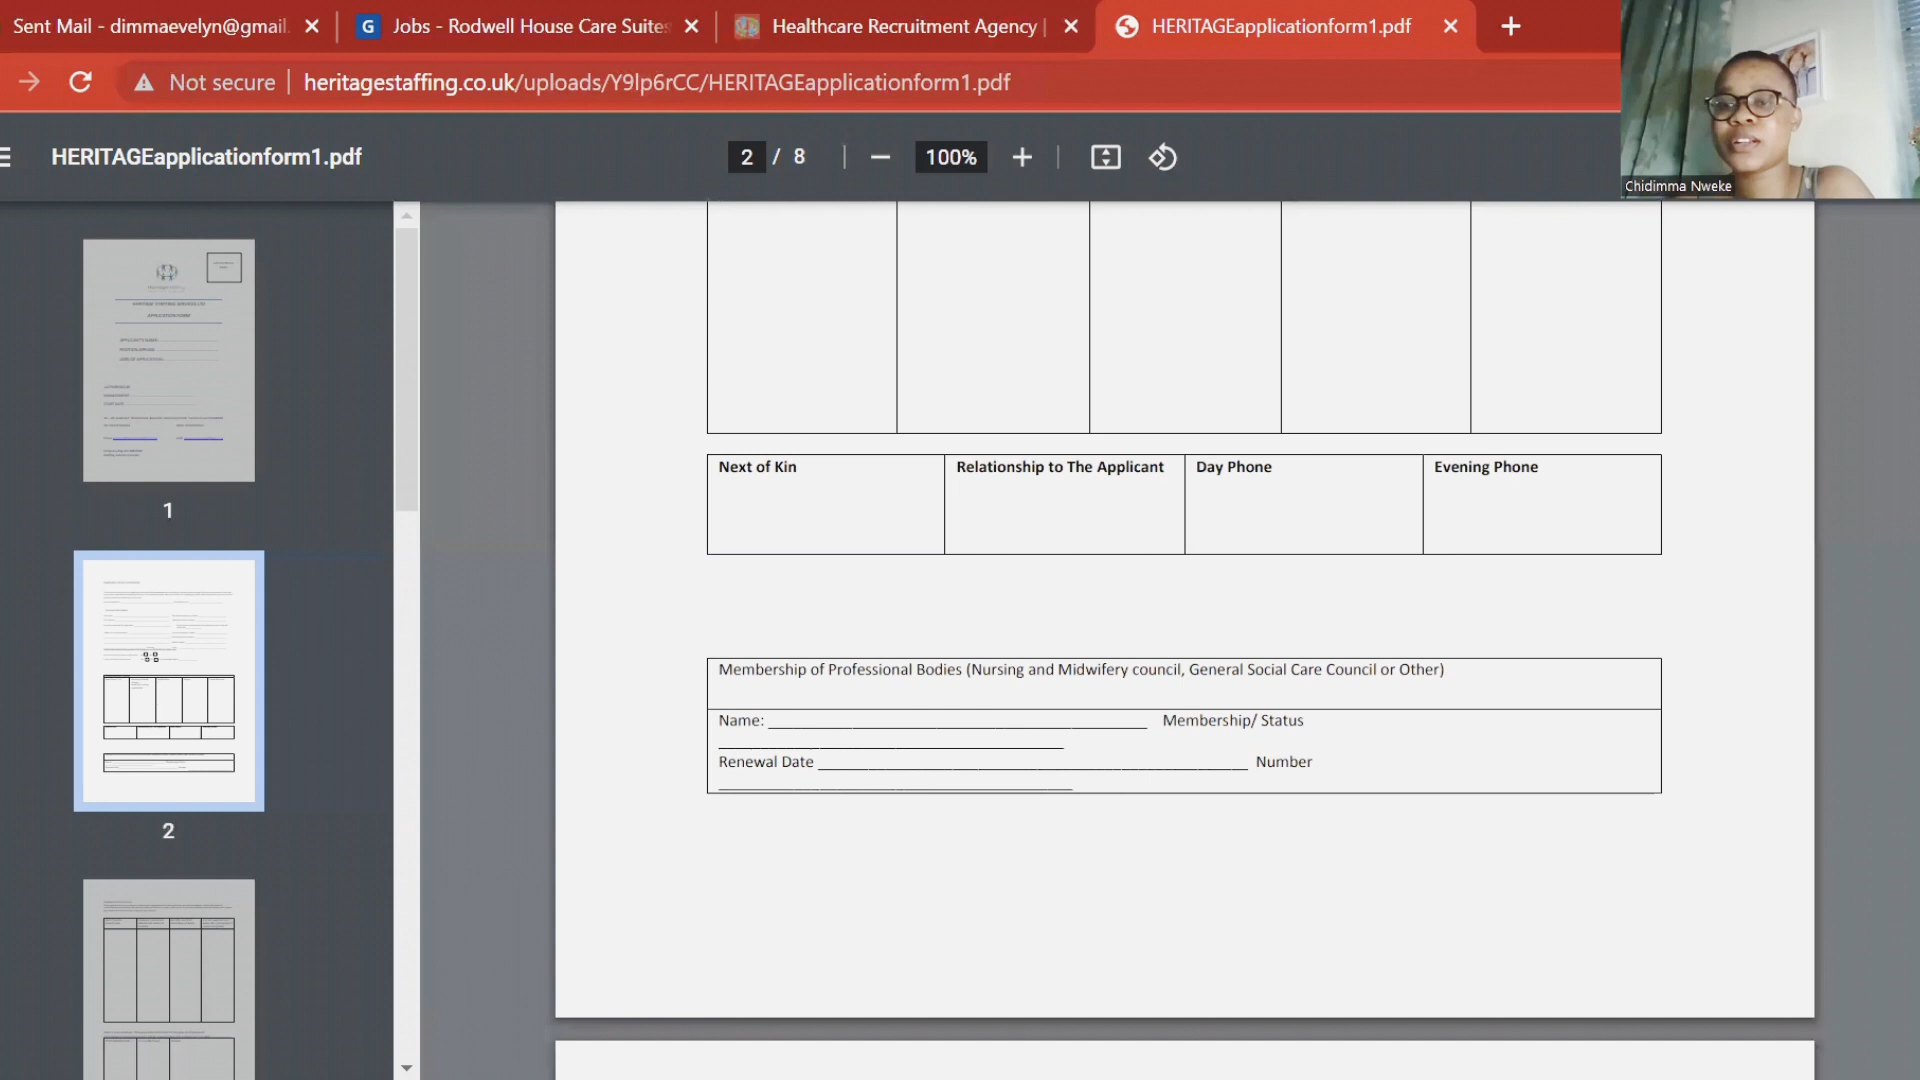 Sent Mail - dimmaevelyn@gmail.
Jobs - Rodwell House Care Suites
Healthcare Recruitment Agency |
HERITAGEapplicationform1.pdf
Not secure
heritagestaffing.co.uk/uploads/Y9lp6rCC/HERITAGEapplicationform1.pdf
HERITAGEapplicationform1.pdf
2 / 8
100%
Chidimma Nweke
1
2
Next of Kin
Relationship to The Applicant
Day Phone
Evening Phone
Membership of Professional Bodies (Nursing and Midwifery council, General Social Care Council or Other)
Name: Membership/ Status
Renewal Date Number